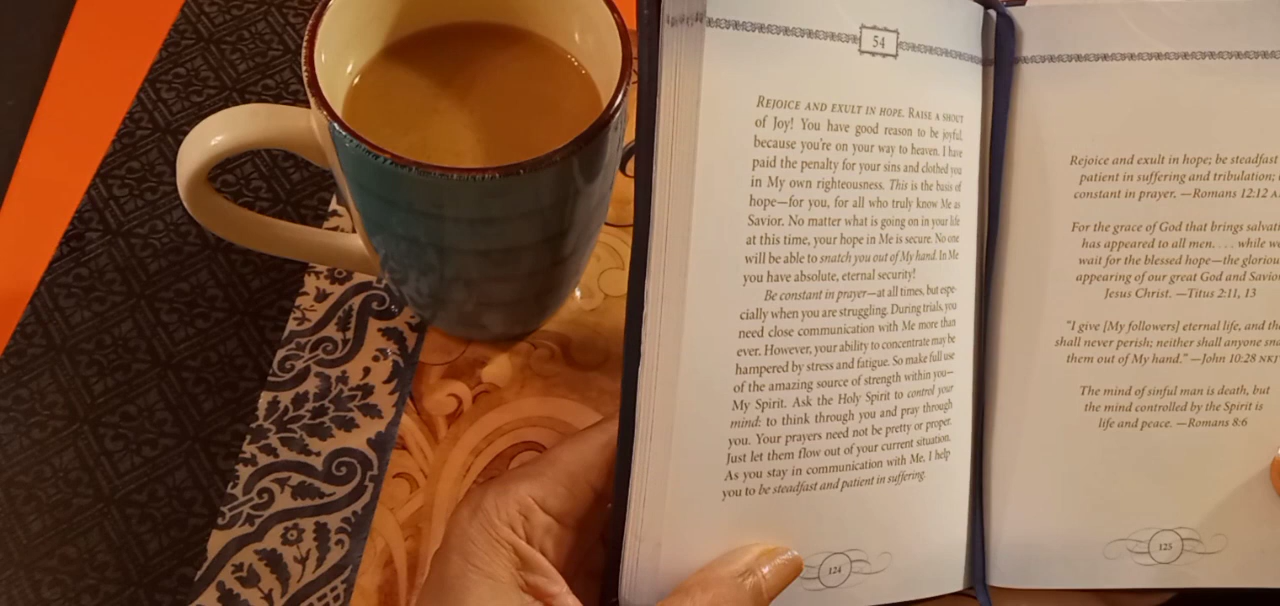 54
REJOICE AND EXULT IN HOPE. RAISE A SHOUT
of Joy! You have good reason to be joyful,
because you're on your way to heaven. I have
paid the penalty for your sins and clothed you
in My own righteousness. This is the basis of
hope—for you, for all who truly know Me as
Savior. No matter what is going on in your life
at this time, your hope in Me is secure. No one
will be able to snatch you out of My hand. In Me
you have absolute, eternal security!
Be constant in prayer—at all times, but espe-
cially when you are struggling. During trials, you
need close communication with Me more than
ever. However, your ability to concentrate may be
hampered by stress and fatigue. So make full use
of the amazing source of strength within you—
My Spirit. Ask the Holy Spirit to control your
mind: to think through you and pray through
you. Your prayers need not be pretty or proper.
Just let them flow out of your current situation.
As you stay in communication with Me, I help
you to be steadfast and patient in suffering.
124
Rejoice and exult in hope; be steadfast
patient in suffering and tribulation;
constant in prayer. —Romans 12:12
For the grace of God that brings
has appeared to all men. . . . while
wait for the blessed hope—the
appearing of our great God and
Jesus Christ. —Titus 2:11, 13
"I give [My followers] eternal life, and
shall never perish; neither shall anyone
them out of My hand." —John 10:28
The mind of sinful man is death, but
the mind controlled by the Spirit is
life and peace. —Romans 8:6
125